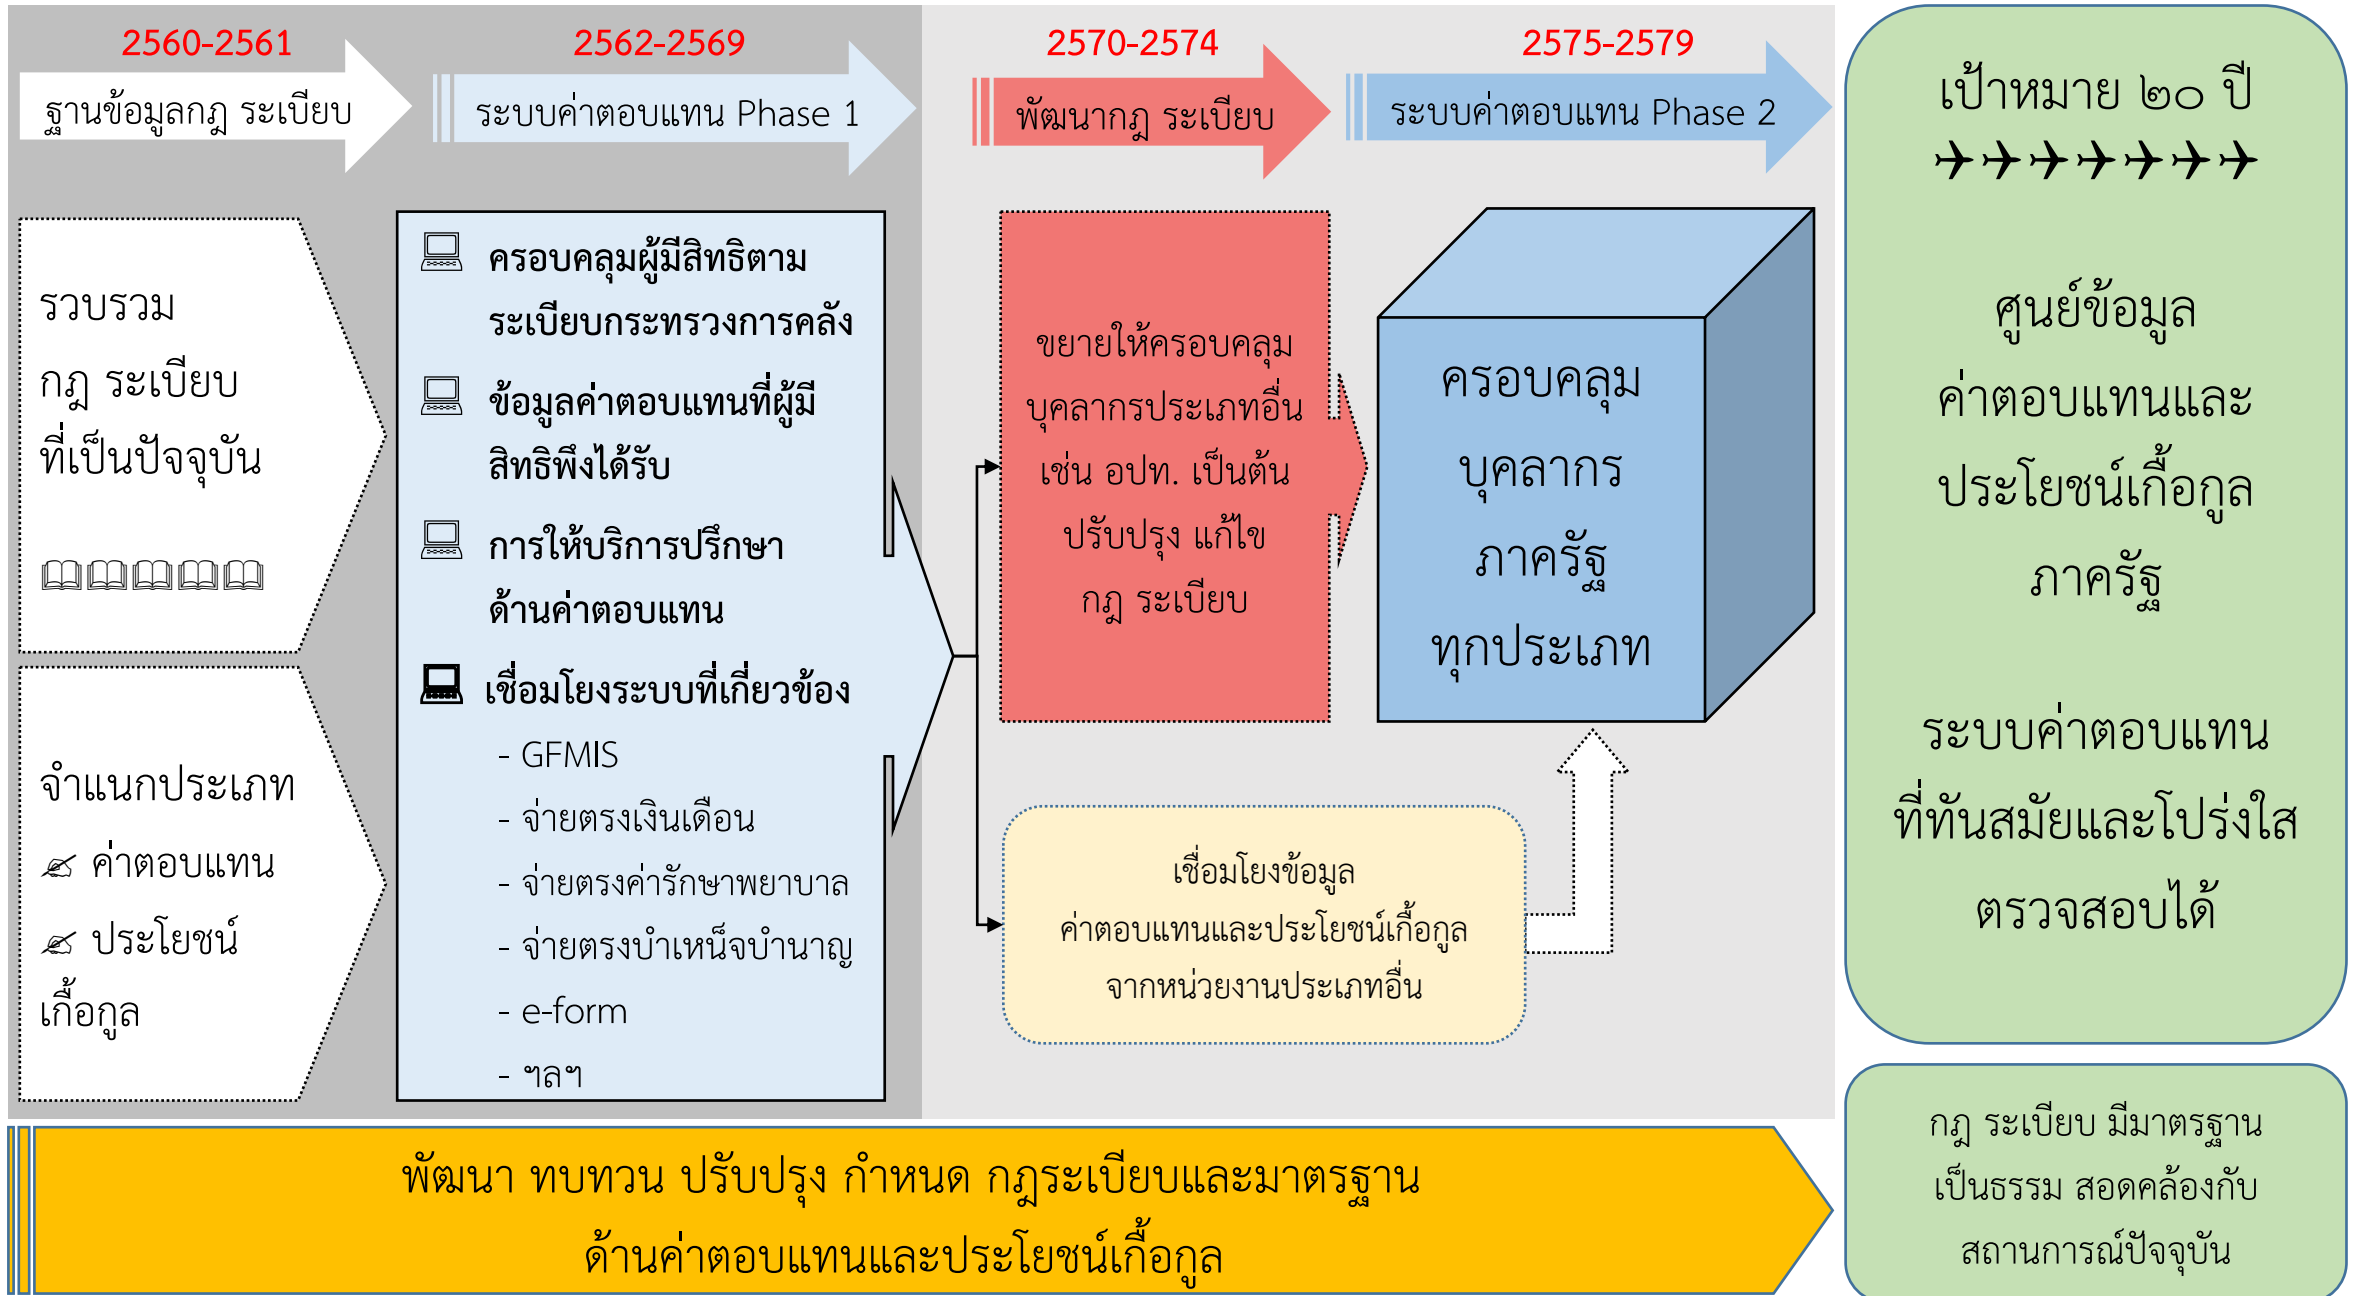 2560-2561
ฐานข้อมูลกฎ ระเบียบ
2562-2569
ระบบค่าตอบแทน Phase 1
2570-2574
พัฒนากฎ ระเบียบ
2575-2579
ระบบค่าตอบแทน Phase 2
รวบรวม
กฎ ระเบียบ
ที่เป็นปัจจุบัน
จำแนกประเภท
ค่าตอบแทน
ประโยชน์
เกื้อกูล
ครอบคลุมผู้มีสิทธิตาม
ระเบียบกระทรวงการคลัง
ข้อมูลค่าตอบแทนที่ผู้มี
สิทธิพึงได้รับ
การให้บริการปรึกษา
ด้านค่าตอบแทน
เชื่อมโยงระบบที่เกี่ยวข้อง
- GFMIS
- จ่ายตรงเงินเดือน
- จ่ายตรงค่ารักษาพยาบาล
- จ่ายตรงบำเหน็จบำนาญ
- e-form
- ฯลฯ
ขยายให้ครอบคลุม
บุคลากรประเภทอื่น
เช่น อปท. เป็นต้น
ปรับปรุง แก้ไข
กฎ ระเบียบ
ครอบคลุม
บุคลากร
ภาครัฐ
ทุกประเภท
เชื่อมโยงข้อมูล
ค่าตอบแทนและประโยชน์เกื้อกูล
จากหน่วยงานประเภทอื่น
เป้าหมาย ๒๐ ปี
ศูนย์ข้อมูล
ค่าตอบแทนและ
ประโยชน์เกื้อกูล
ภาครัฐ
ระบบค่าตอบแทน
ที่ทันสมัยและโปร่งใส
ตรวจสอบได้
พัฒนา ทบทวน ปรับปรุง กำหนด กฎระเบียบและมาตรฐาน
ด้านค่าตอบแทนและประโยชน์เกื้อกูล
กฎ ระเบียบ มีมาตรฐาน
เป็นธรรม สอดคล้องกับ
สถานการณ์ปัจจุบัน